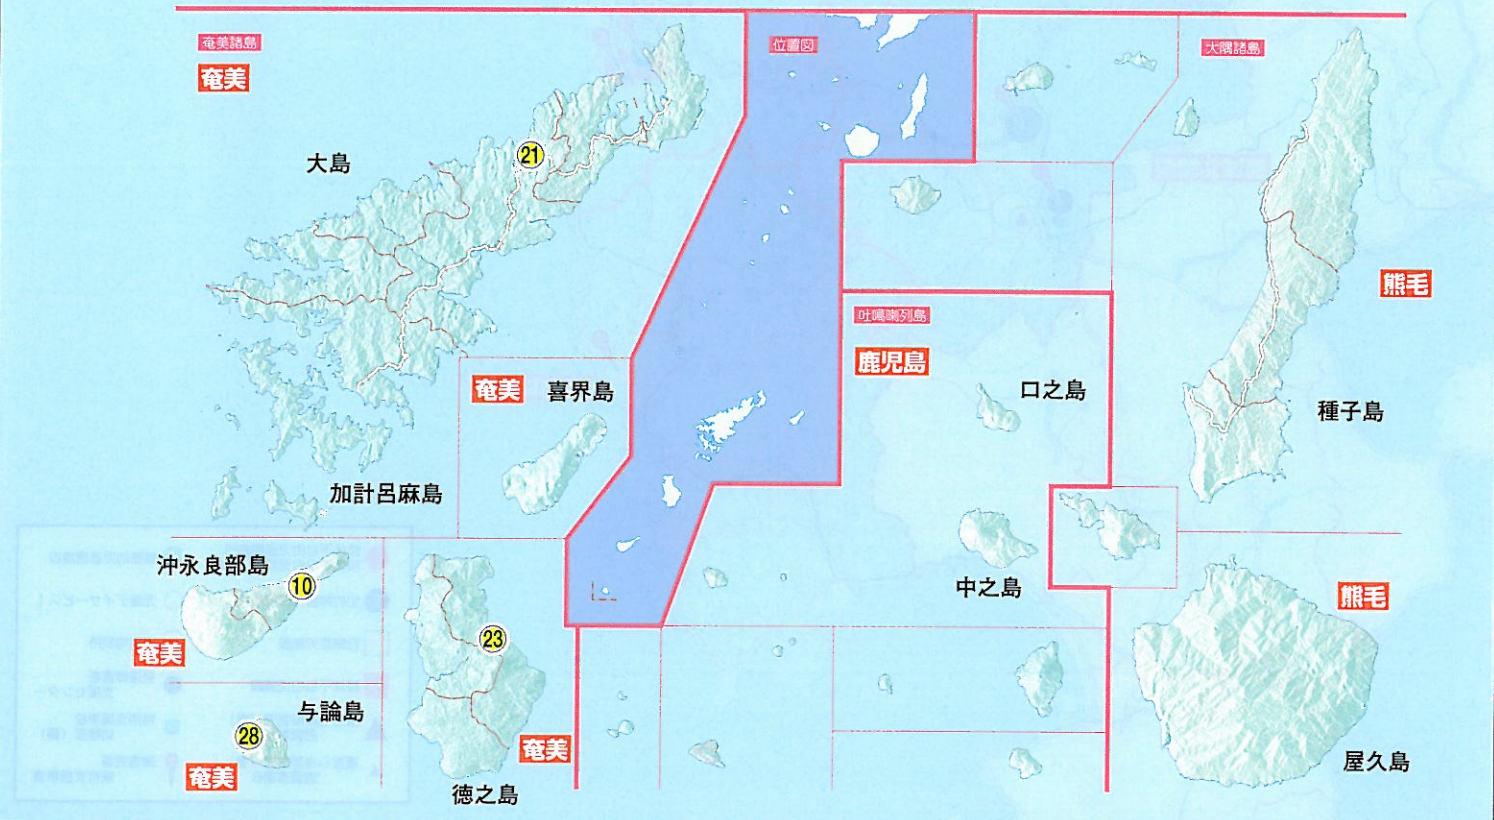 奄美諸島
奄美
大島
21
位置図
大隅諸島
熊毛
吐噶喇列島
鹿児島
口之島
種子島
奄美
喜界島
加計呂麻島
沖永良部島
10
奄美
23
中之島
熊毛
与論島
28
奄美
奄美
徳之島
屋久島